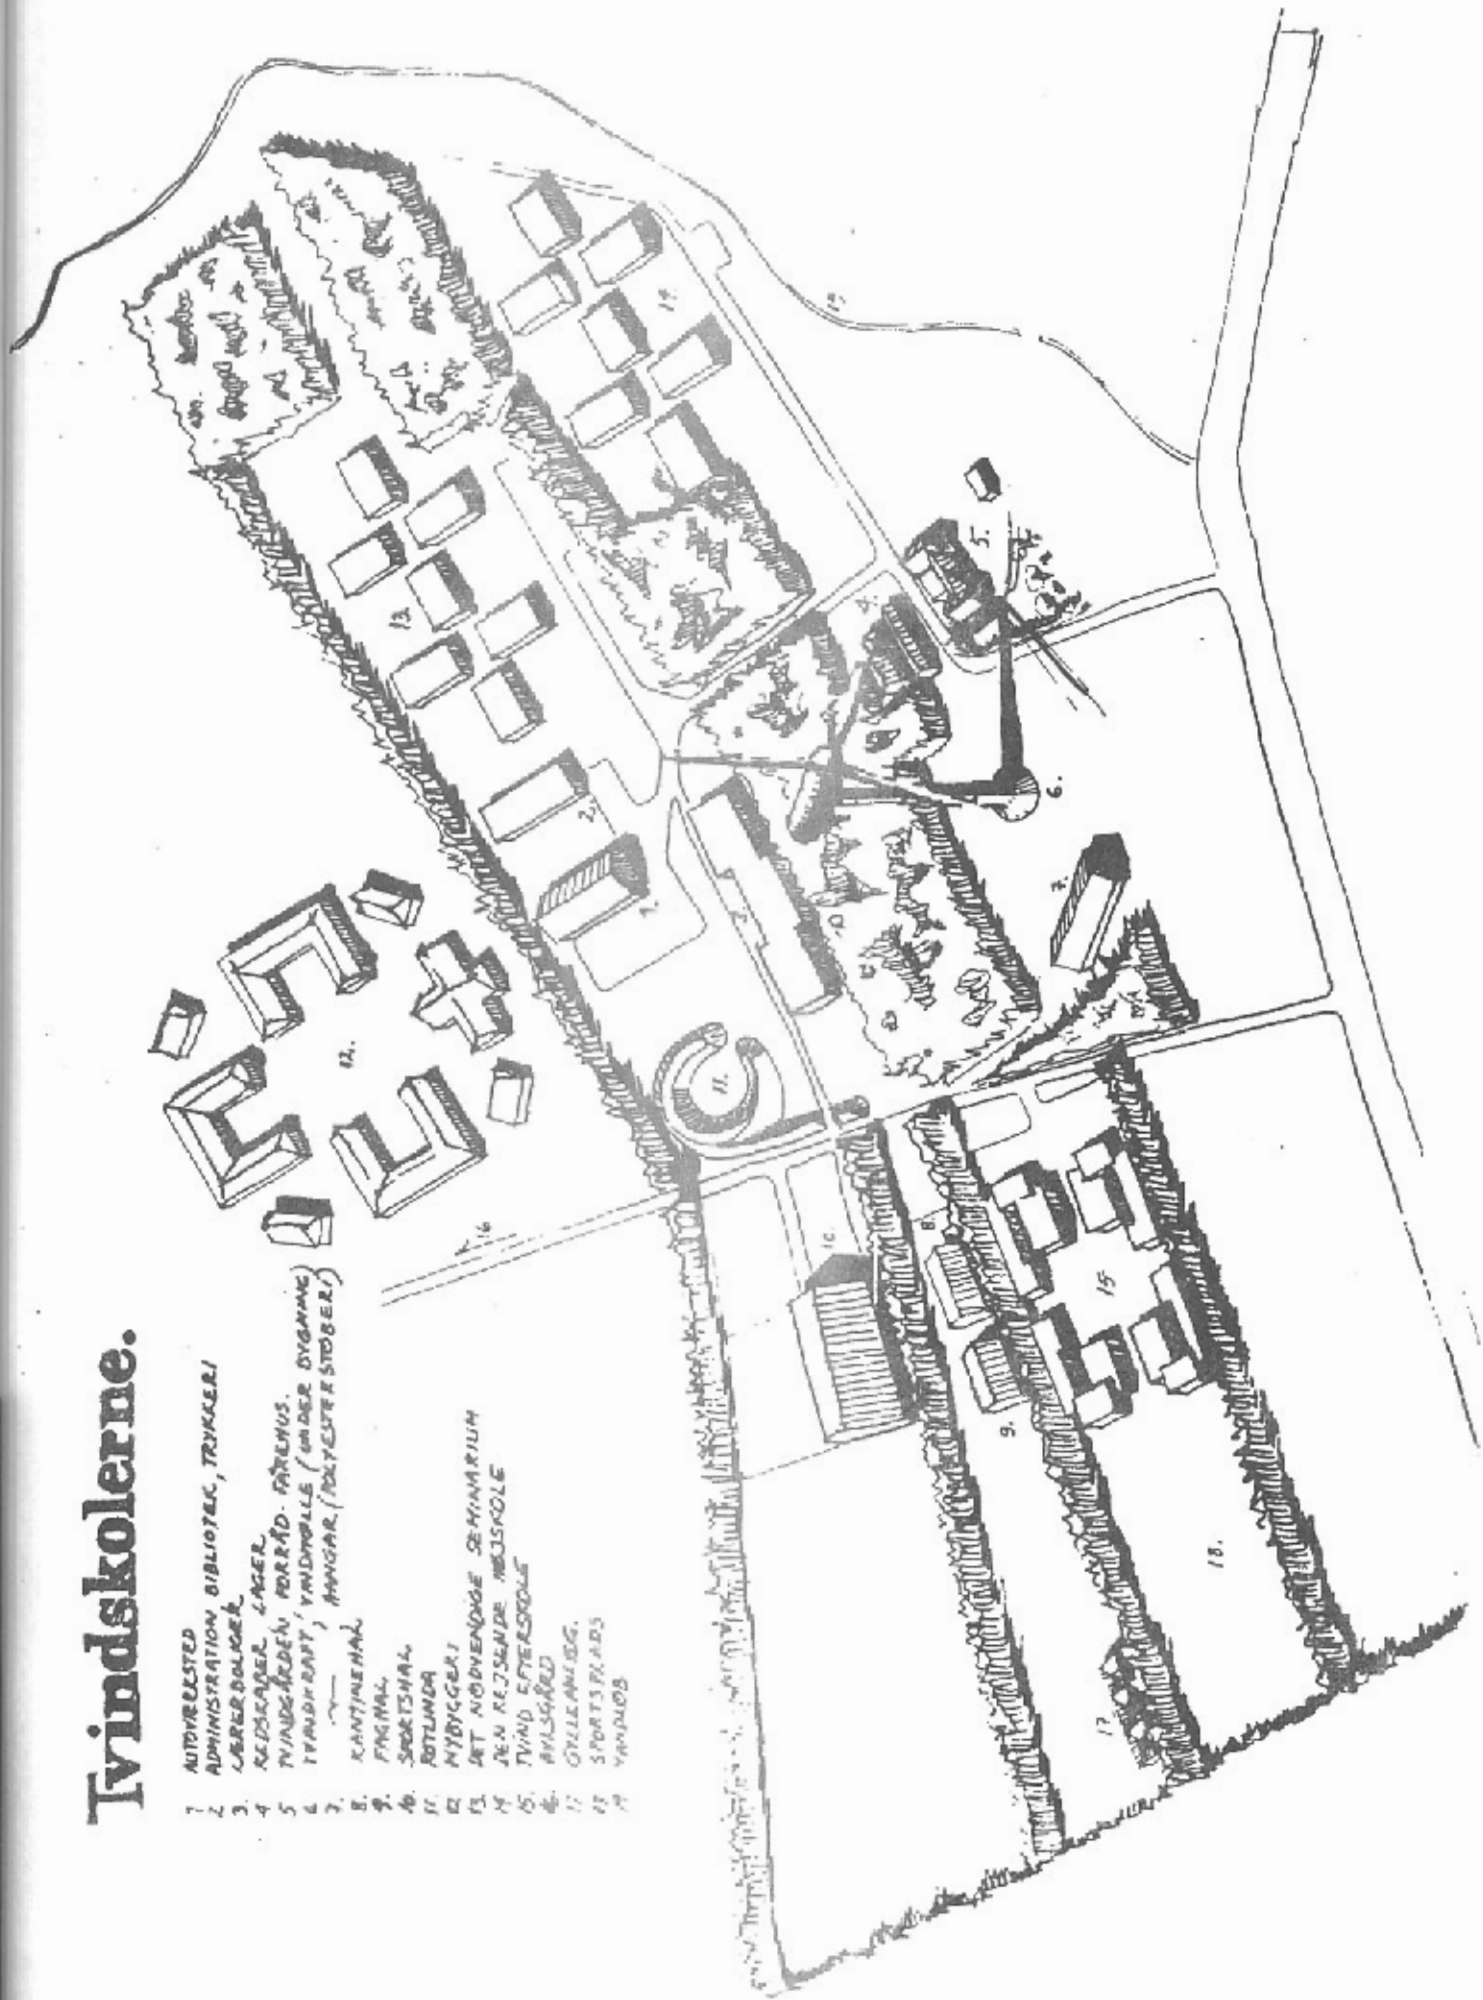 Tvindskolerne.
1 AUTOVÆRKSTED
2 ADMINISTRATION BIBLIOTEK, TRYKKERI
3. LÆRERBOLIGER
4 REDSKABER LAGER
5 TVINDGÅRDEN FORRÅD. FÅREHUS.
6 TVINDKRAFT, VINDMØLLE (UNDER BYGNING)
7. —"— , HANGAR (POLYESTERSTØBERI)
8. KANTINEHAL
9. FAGHAL
10. SPORTSHAL
11. ROTUNDA
12 NYBYGGERI
13. DET NØDVENDIGE SEMINARIUM
14 DEN REJSENDE HØJSKOLE
15. TVIND EFTERSKOLE
16.
17 GYLLEANLÆG.
18 SPORTSPLADS
19 VANDLØB
12.
13
14.
19
2.
1.
3.
4.
5.
6.
7.
11.
16
10.
8.
9.
15
17
18.